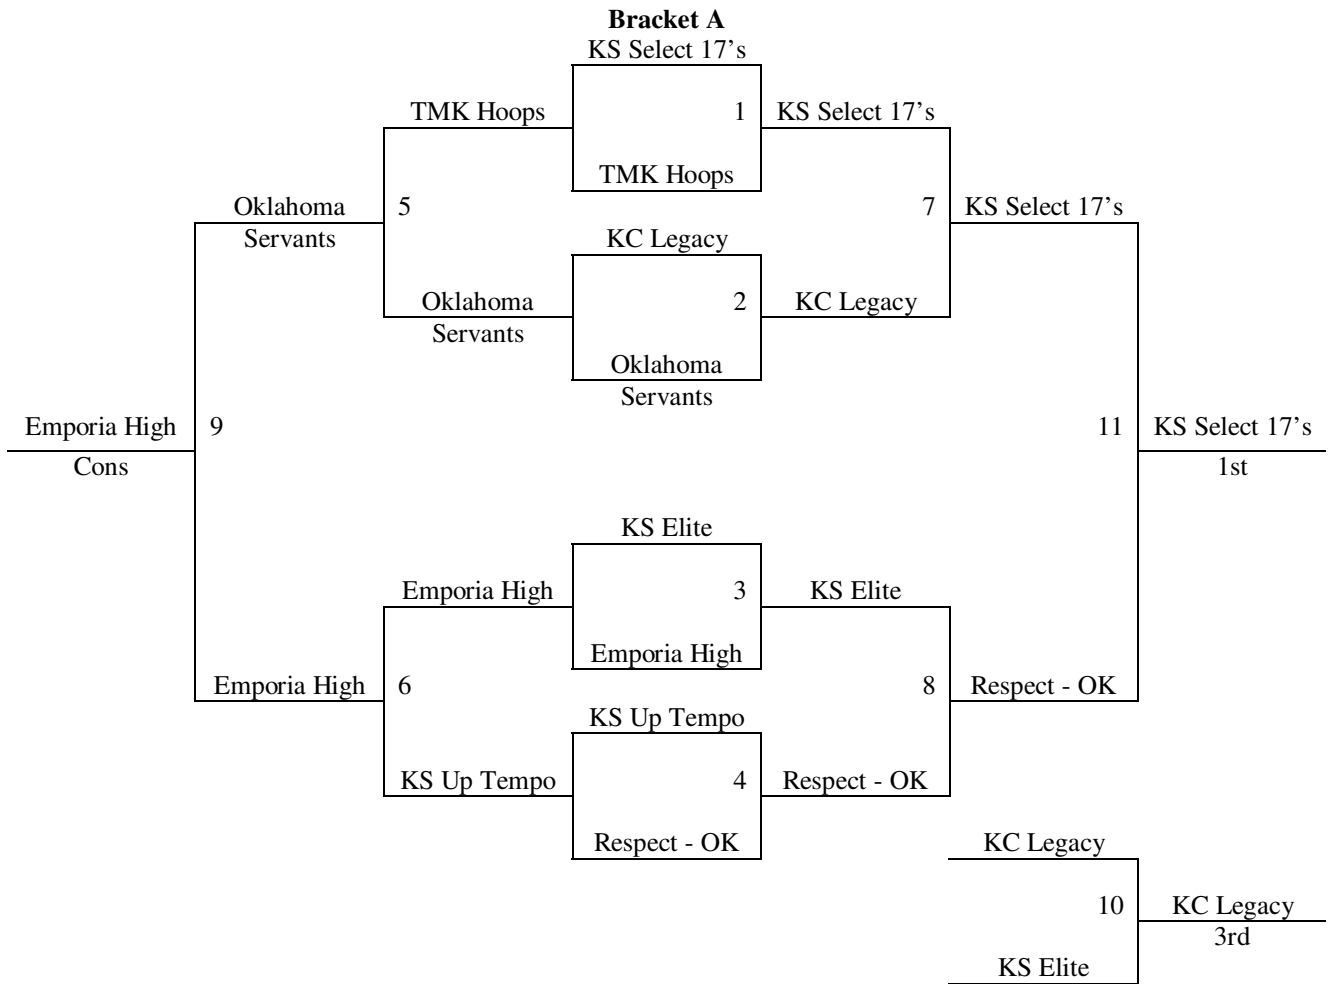 Bracket A
KS Select 17’s
TMK Hoops
1
KS Select 17’s
TMK Hoops
Oklahoma
5
7
KS Select 17’s
Servants
KC Legacy
Oklahoma
2
KC Legacy
Servants
Oklahoma
Servants
Emporia High
9
11
KS Select 17’s
Cons
1st
KS Elite
Emporia High
3
KS Elite
Emporia High
Emporia High
6
8
Respect - OK
KS Up Tempo
KS Up Tempo
4
Respect - OK
Respect - OK
KC Legacy
10
KC Legacy
3rd
KS Elite